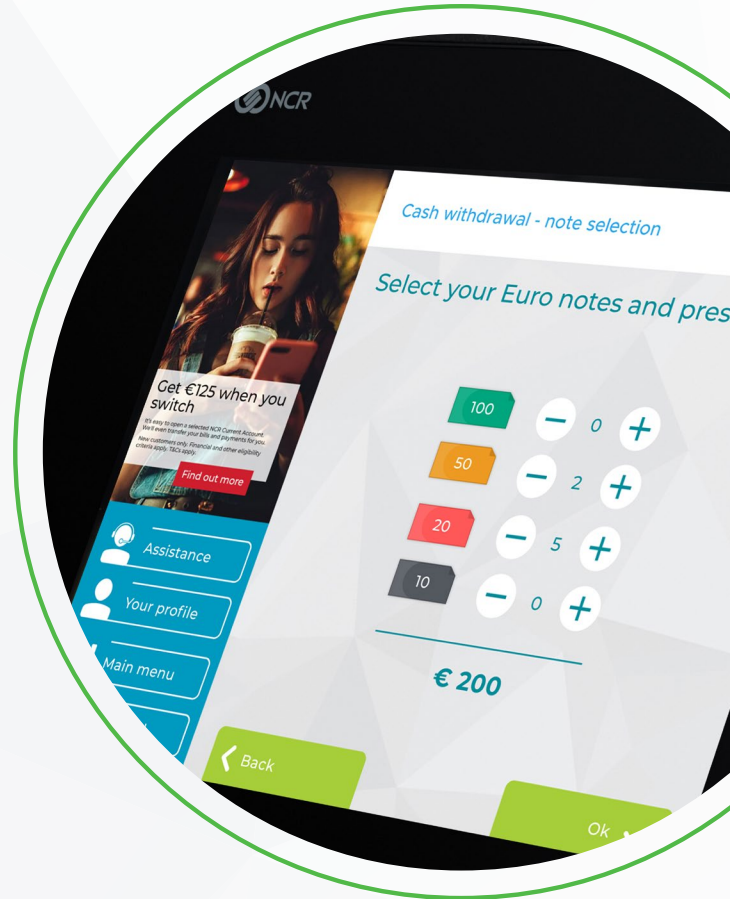 NCR
Cash withdrawal - note selection
Select your Euro notes and pres
100 − 0 +
50 − 2 +
20 − 5 +
10 − 0 +
€ 200
Get €125 when you
switch
It's easy to open a selected NCR Current Account.
We'll even transfer your bills and payments for you.
New customers only. Financial and other eligibility
criteria apply. T&Cs apply.
Find out more
Assistance
Your profile
Main menu
Back
Ok